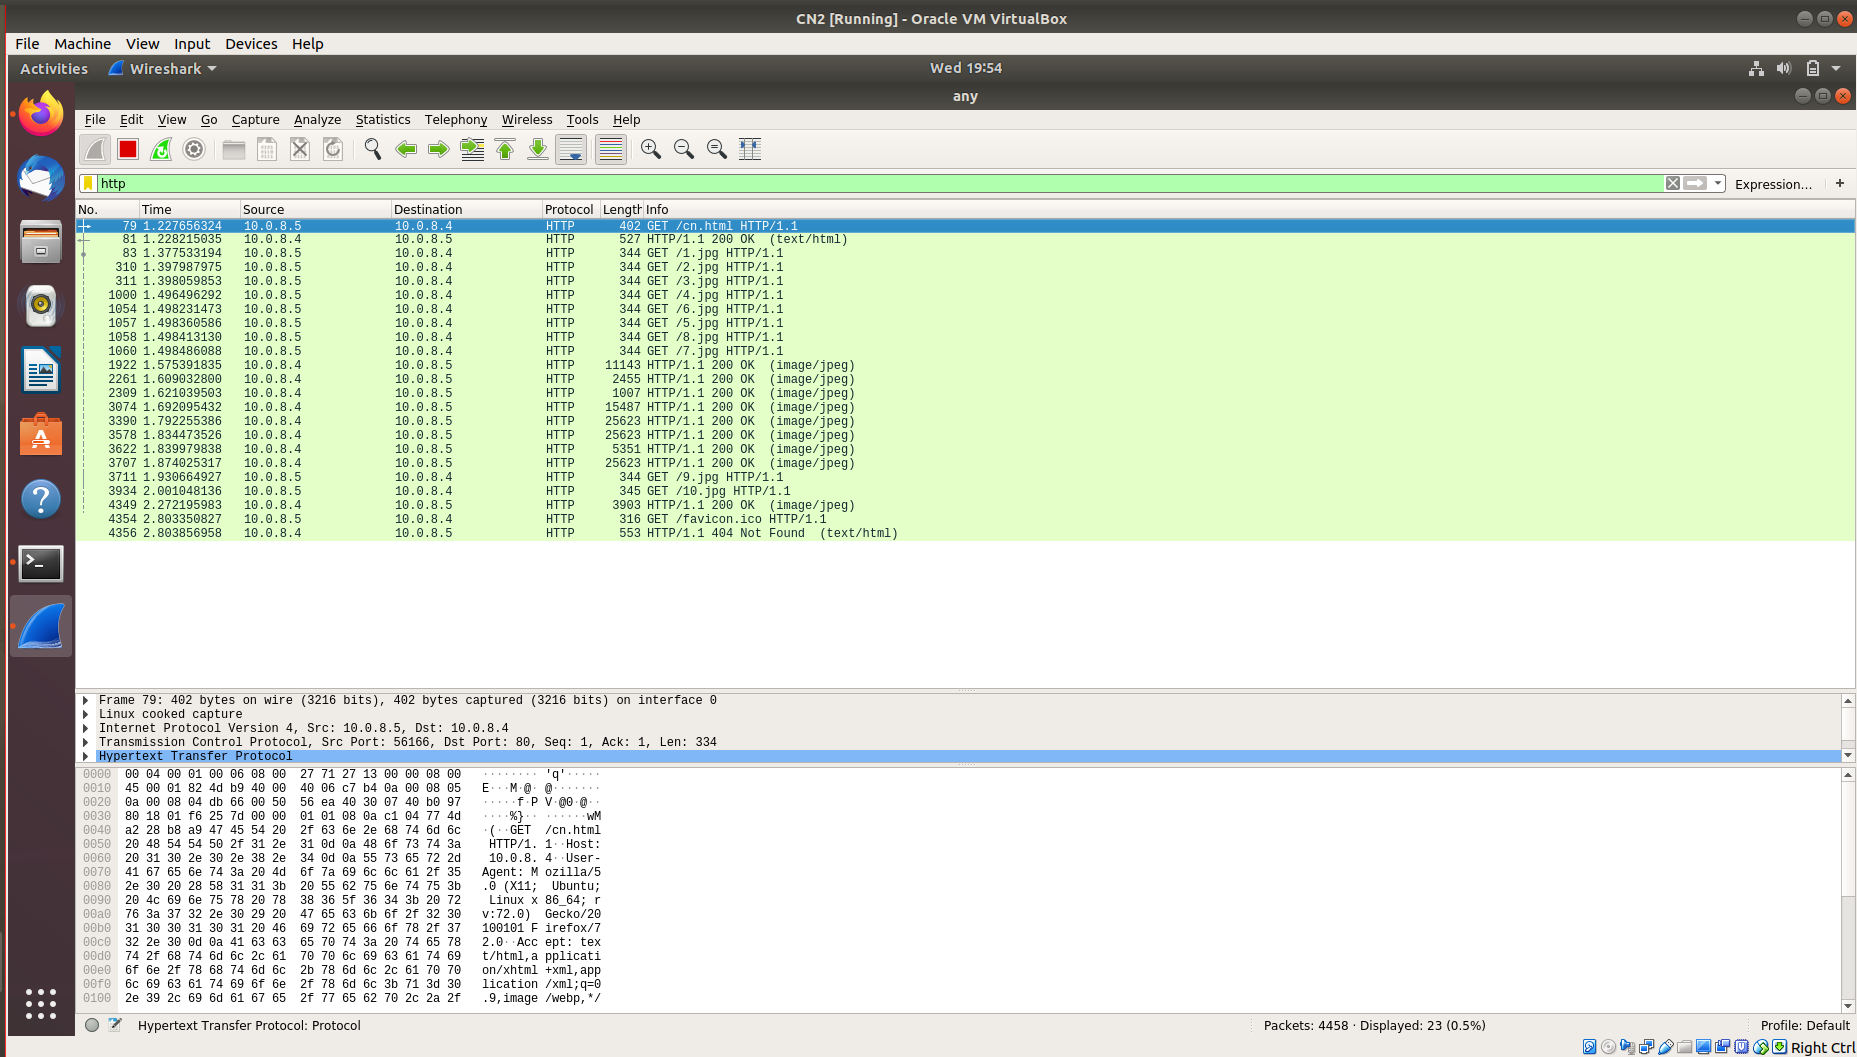 CN2 [Running] - Oracle VM VirtualBox
File Machine View Input Devices Help
Activities Wireshark Wed 19:54
any
File Edit View Go Capture Analyze Statistics Telephony Wireless Tools Help
http Expression... +
No. Time Source Destination Protocol Length Info
79 1.227656324 10.0.8.5 10.0.8.4 HTTP 402 GET /cn.html HTTP/1.1
81 1.228215035 10.0.8.4 10.0.8.5 HTTP 527 HTTP/1.1 200 OK (text/html)
83 1.377533194 10.0.8.5 10.0.8.4 HTTP 344 GET /1.jpg HTTP/1.1
310 1.397987975 10.0.8.5 10.0.8.4 HTTP 344 GET /2.jpg HTTP/1.1
311 1.398059853 10.0.8.5 10.0.8.4 HTTP 344 GET /3.jpg HTTP/1.1
1000 1.496496292 10.0.8.5 10.0.8.4 HTTP 344 GET /4.jpg HTTP/1.1
1054 1.498231473 10.0.8.5 10.0.8.4 HTTP 344 GET /6.jpg HTTP/1.1
1057 1.498360586 10.0.8.5 10.0.8.4 HTTP 344 GET /5.jpg HTTP/1.1
1058 1.498413130 10.0.8.5 10.0.8.4 HTTP 344 GET /8.jpg HTTP/1.1
1060 1.498486088 10.0.8.5 10.0.8.4 HTTP 344 GET /7.jpg HTTP/1.1
1922 1.575391835 10.0.8.4 10.0.8.5 HTTP 11143 HTTP/1.1 200 OK (image/jpeg)
2261 1.609032800 10.0.8.4 10.0.8.5 HTTP 2455 HTTP/1.1 200 OK (image/jpeg)
2309 1.621039503 10.0.8.4 10.0.8.5 HTTP 1007 HTTP/1.1 200 OK (image/jpeg)
3074 1.692095432 10.0.8.4 10.0.8.5 HTTP 15487 HTTP/1.1 200 OK (image/jpeg)
3390 1.792255386 10.0.8.4 10.0.8.5 HTTP 25623 HTTP/1.1 200 OK (image/jpeg)
3578 1.834473526 10.0.8.4 10.0.8.5 HTTP 25623 HTTP/1.1 200 OK (image/jpeg)
3622 1.839979838 10.0.8.4 10.0.8.5 HTTP 5351 HTTP/1.1 200 OK (image/jpeg)
3707 1.874025317 10.0.8.4 10.0.8.5 HTTP 25623 HTTP/1.1 200 OK (image/jpeg)
3711 1.930664927 10.0.8.5 10.0.8.4 HTTP 344 GET /9.jpg HTTP/1.1
3934 2.001048136 10.0.8.5 10.0.8.4 HTTP 345 GET /10.jpg HTTP/1.1
4349 2.272195983 10.0.8.4 10.0.8.5 HTTP 3903 HTTP/1.1 200 OK (image/jpeg)
4354 2.803350827 10.0.8.5 10.0.8.4 HTTP 316 GET /favicon.ico HTTP/1.1
4356 2.803856958 10.0.8.4 10.0.8.5 HTTP 553 HTTP/1.1 404 Not Found (text/html)
Frame 79: 402 bytes on wire (3216 bits), 402 bytes captured (3216 bits) on interface 0
Linux cooked capture
Internet Protocol Version 4, Src: 10.0.8.5, Dst: 10.0.8.4
Transmission Control Protocol, Src Port: 56166, Dst Port: 80, Seq: 1, Ack: 1, Len: 334
Hypertext Transfer Protocol
0000 00 04 00 01 00 06 08 00 27 71 27 13 00 00 08 00 ········ 'q'·····
0010 45 00 01 82 4d b9 40 00 40 06 c7 b4 0a 00 08 05 E···M·@· @·······
0020 0a 00 08 04 db 66 00 50 56 ea 40 30 07 40 b0 97 ·····f·P V·@0·@··
0030 80 18 01 f6 25 7d 00 00 01 01 08 0a c1 04 77 4d ····%}·· ······wM
0040 a2 28 b8 a9 47 45 54 20 2f 63 6e 2e 68 74 6d 6c ·(··GET /cn.html
0050 20 48 54 54 50 2f 31 2e 31 0d 0a 48 6f 73 74 3a HTTP/1. 1··Host:
0060 20 31 30 2e 30 2e 38 2e 34 0d 0a 55 73 65 72 2d 10.0.8. 4··User-
0070 41 67 65 6e 74 3a 20 4d 6f 7a 69 6c 6c 61 2f 35 Agent: M ozilla/5
0080 2e 30 20 28 58 31 31 3b 20 55 62 75 6e 74 75 3b .0 (X11; Ubuntu;
0090 20 4c 69 6e 75 78 20 78 38 36 5f 36 34 3b 20 72 Linux x 86_64; r
00a0 76 3a 37 32 2e 30 29 20 47 65 63 6b 6f 2f 32 30 v:72.0) Gecko/20
00b0 31 30 30 31 30 31 20 46 69 72 65 66 6f 78 2f 37 100101 F irefox/7
00c0 32 2e 30 0d 0a 41 63 63 65 70 74 3a 20 74 65 78 2.0··Acc ept: tex
00d0 74 2f 68 74 6d 6c 2c 61 70 70 6c 69 63 61 74 69 t/html,a pplicati
00e0 6f 6e 2f 78 68 74 6d 6c 2b 78 6d 6c 2c 61 70 70 on/xhtml +xml,app
00f0 6c 69 63 61 74 69 6f 6e 2f 78 6d 6c 3b 71 3d 30 lication /xml;q=0
0100 2e 39 2c 69 6d 61 67 65 2f 77 65 62 70 2c 2a 2f .9,image /webp,*/
Hypertext Transfer Protocol: Protocol Packets: 4458 · Displayed: 23 (0.5%) Profile: Default
Right Ctrl